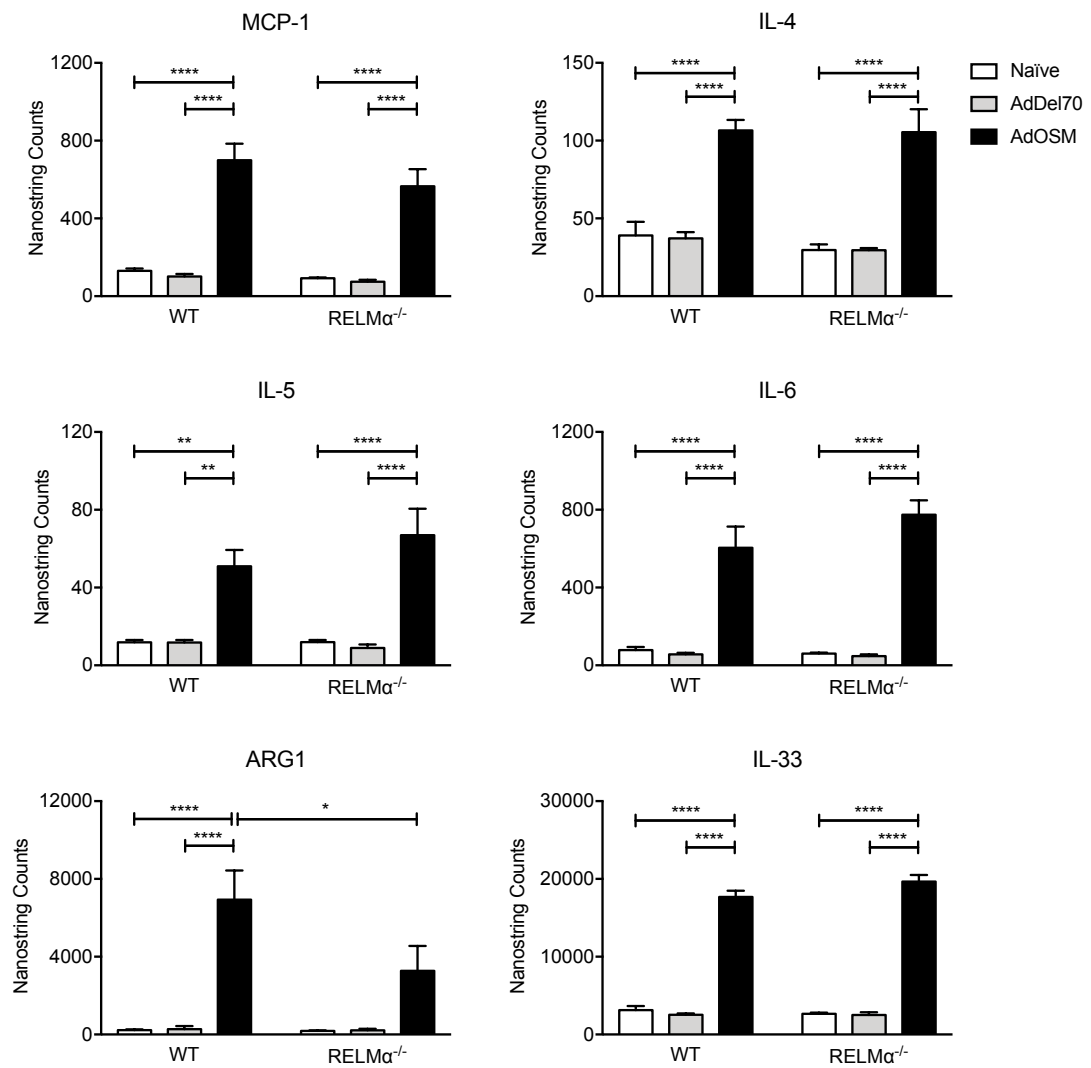 MCP-1
Nanostring Counts
1200
800
400
0
****
****
****
****
WT
RELMα-/-
IL-4
Nanostring Counts
150
100
50
0
****
****
****
****
WT
RELMα-/-
Naïve
AdDel70
AdOSM
IL-5
Nanostring Counts
120
80
40
0
**
**
****
****
WT
RELMα-/-
IL-6
Nanostring Counts
1200
800
400
0
****
****
****
****
WT
RELMα-/-
ARG1
Nanostring Counts
12000
8000
4000
0
****
****
*
WT
RELMα-/-
IL-33
Nanostring Counts
30000
20000
10000
0
****
****
****
****
WT
RELMα-/-